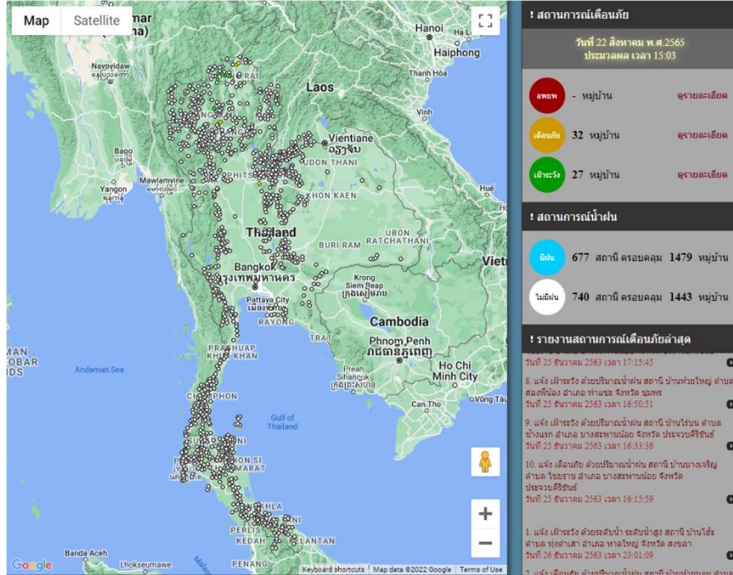 Map Satellite
Hanoi
Haiphong
Laos
Thanh Hoa
Vinh
Naypyidaw
နေပြည်တော်
Vientiane
ວຽງຈັນ
UDON THANI
Bago
ပဲခူး
Yangon
ရန်ကုန်
Mawlamyine
KHON KAEN
Thailand
UBON
RATCHATHANI
BURI RAM
Bangkok
กรุงเทพมหานคร
Pattaya City
RAYONG
TRAT
Krong
Siem Reap
Cambodia
Phnom Penh
Preah
Sihanouk
Ho Chi
Minh City
Can Tho
Vũng Tàu
Andaman Sea
Gulf of
Thailand
PERLIS
KEDAH
PENANG
Banda Aceh
Lhokseumawe
Google
Keyboard shortcuts Map data ©2022 Google Terms of Use
! สถานการณ์เตือนภัย
วันที่ 22 สิงหาคม พ.ศ.2565
ประมวลผล เวลา 15:03
อพยพ - หมู่บ้าน ดูรายละเอียด
เตือนภัย 32 หมู่บ้าน ดูรายละเอียด
เฝ้าระวัง 27 หมู่บ้าน ดูรายละเอียด
! สถานการณ์น้ำฝน
มีฝน 677 สถานี ครอบคลุม 1479 หมู่บ้าน
ไม่มีฝน 740 สถานี ครอบคลุม 1443 หมู่บ้าน
! รายงานสถานการณ์เตือนภัยล่าสุด
วันที่ 25 ธันวาคม 2563 เวลา 17:15:45
8. แจ้ง เฝ้าระวัง ด้วยปริมาณน้ำฝน สถานี บ้านห้วยใหญ่ ตำบล
สองพี่น้อง อำเภอ ท่าแซะ จังหวัด ชุมพร
วันที่ 25 ธันวาคม 2563 เวลา 16:50:51
9. แจ้ง เฝ้าระวัง ด้วยปริมาณน้ำฝน สถานี บ้านไร่บน ตำบล
ช้างแรก อำเภอ บางสะพานน้อย จังหวัด ประจวบคีรีขันธ์
วันที่ 25 ธันวาคม 2563 เวลา 16:33:36
10. แจ้ง เตือนภัย ด้วยปริมาณน้ำฝน สถานี บ้านบางเจริญ
ตำบล ไชยราช อำเภอ บางสะพานน้อย จังหวัด
ประจวบคีรีขันธ์
วันที่ 25 ธันวาคม 2563 เวลา 16:15:59
1. แจ้ง เฝ้าระวัง ด้วยระดับน้ำ ระดับน้ำสูง สถานี บ้านโฮ๊ะ
ตำบล ทุ่งตำเสา อำเภอ หาดใหญ่ จังหวัด สงขลา
วันที่ 26 ธันวาคม 2563 เวลา 23:01:09